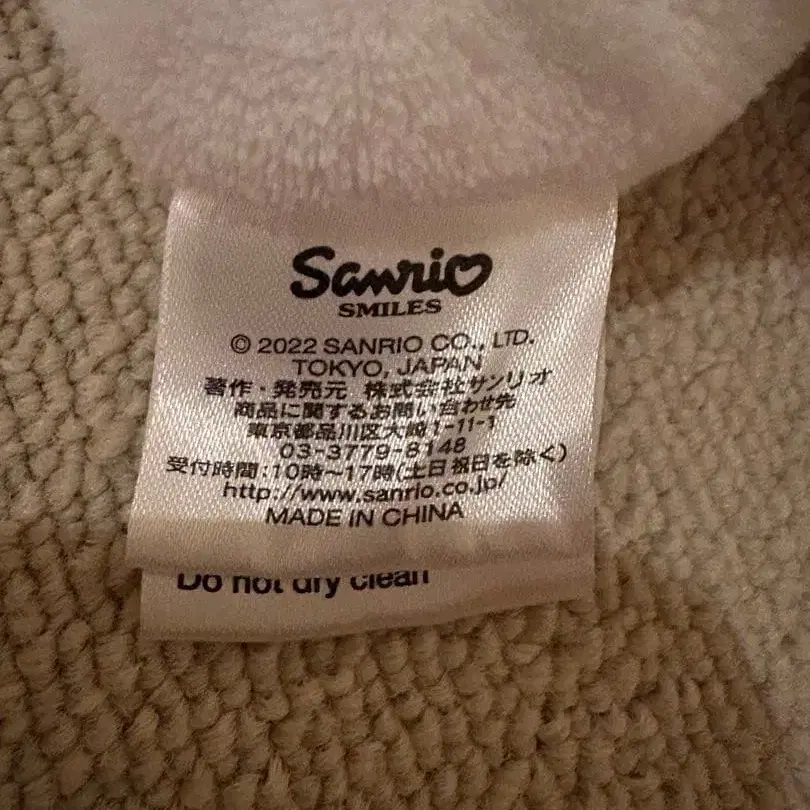 Sanrio
SMILES
© 2022 SANRIO CO., LTD.
TOKYO, JAPAN
著作・発売元 株式会社サンリオ
商品に関するお問い合わせ先
東京都品川区大崎1-11-1
03-3779-8148
受付時間:10時〜17時(土日祝日を除く)
http://www.sanrio.co.jp/
MADE IN CHINA
Do not dry clean